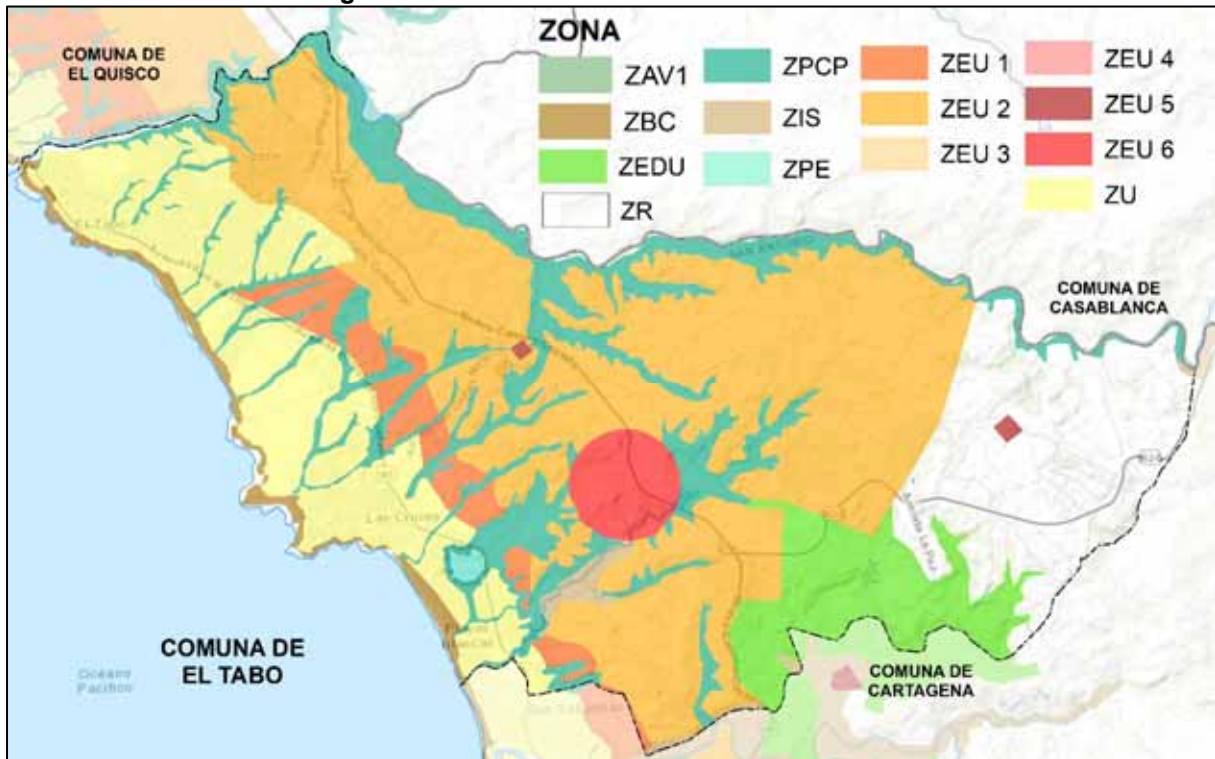 ZONA
ZAV1
ZBC
ZEDU
ZR
ZPCP
ZIS
ZPE
ZEU 1
ZEU 2
ZEU 3
ZEU 4
ZEU 5
ZEU 6
ZU
COMUNA DE
EL QUISCO
COMUNA DE
CASABLANCA
SAN ANTONIO
Las Cruces
COMUNA DE
EL TABO
Océano
Pacífico
COMUNA DE
CARTAGENA